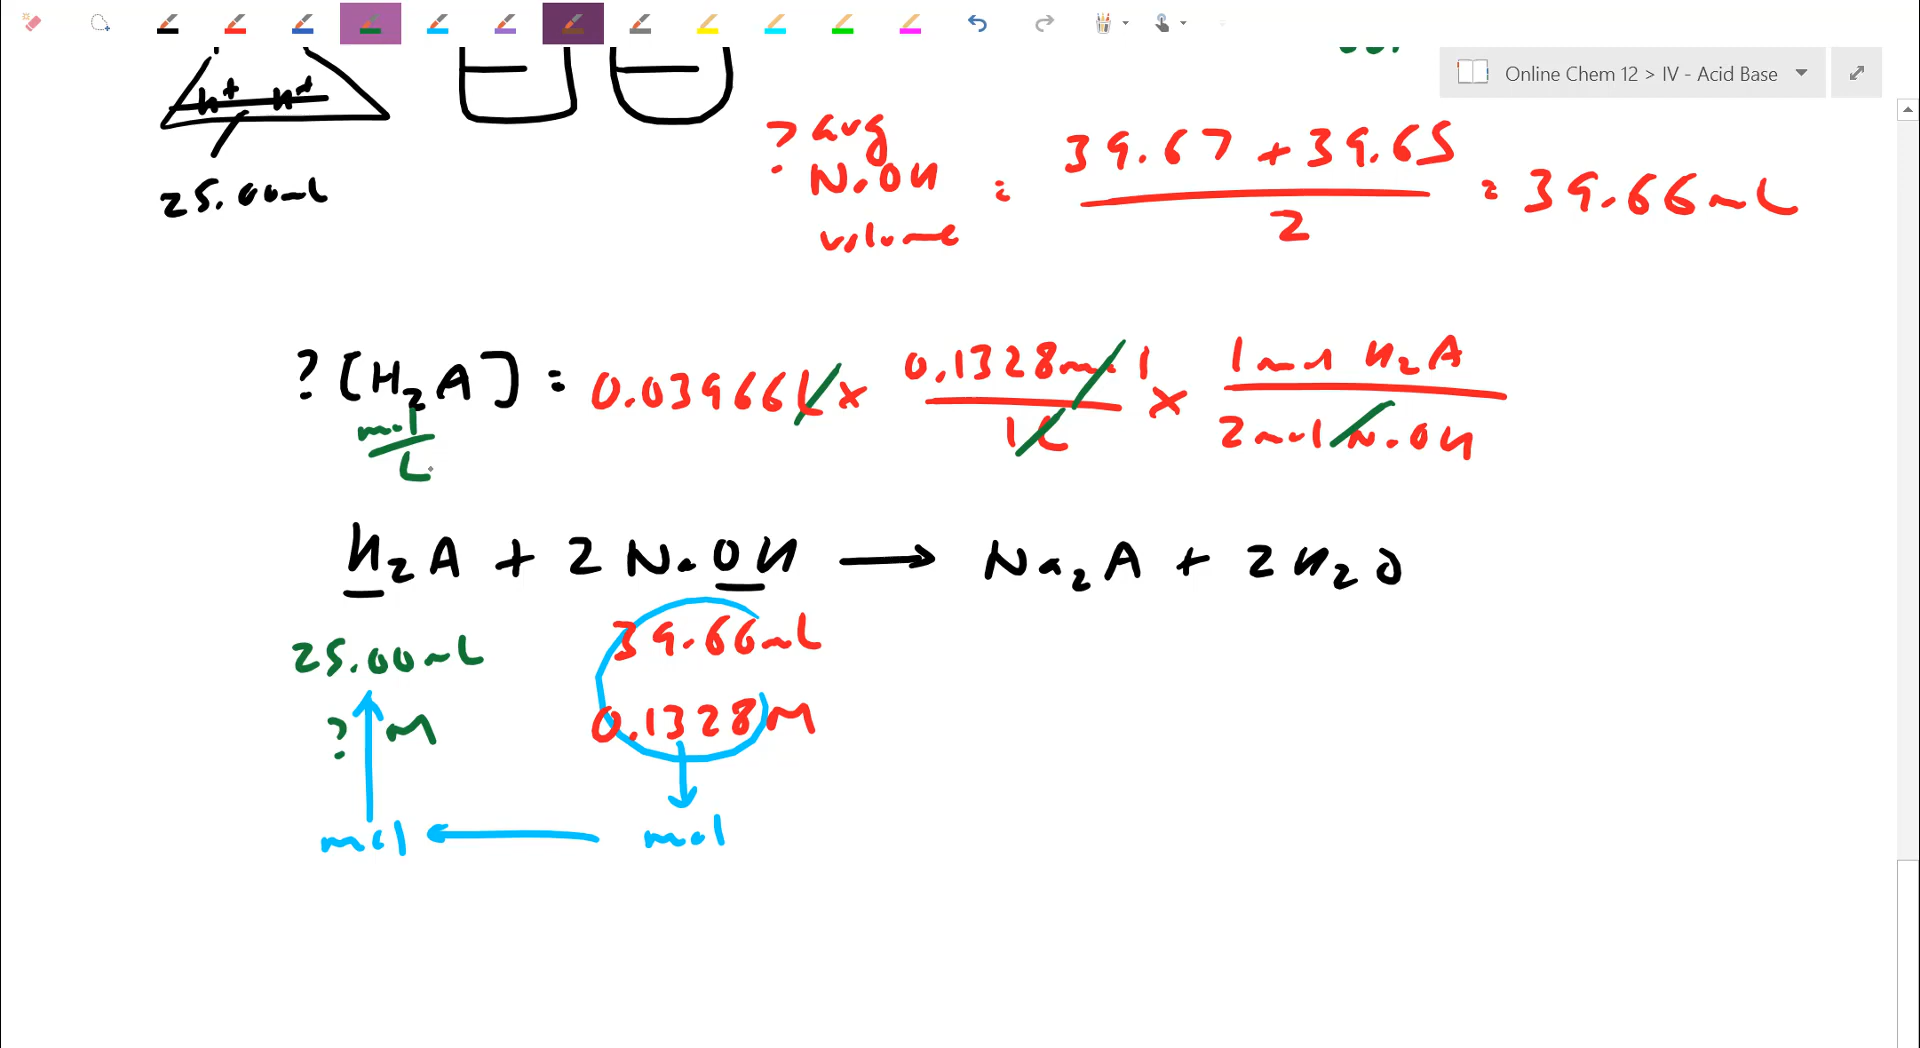 Online Chem 12 > IV - Acid Base
H+ H+
25.00mL
? avg NaOH volume = 39.67 + 39.65 / 2 = 39.66mL
? [H2A] = 0.03966L x 0.1328mol / 1L x 1mol H2A / 2mol NaOH
mol / L
H2A + 2NaOH → Na2A + 2H2O
25.00mL 39.66mL
? M 0.1328M
mol ← mol